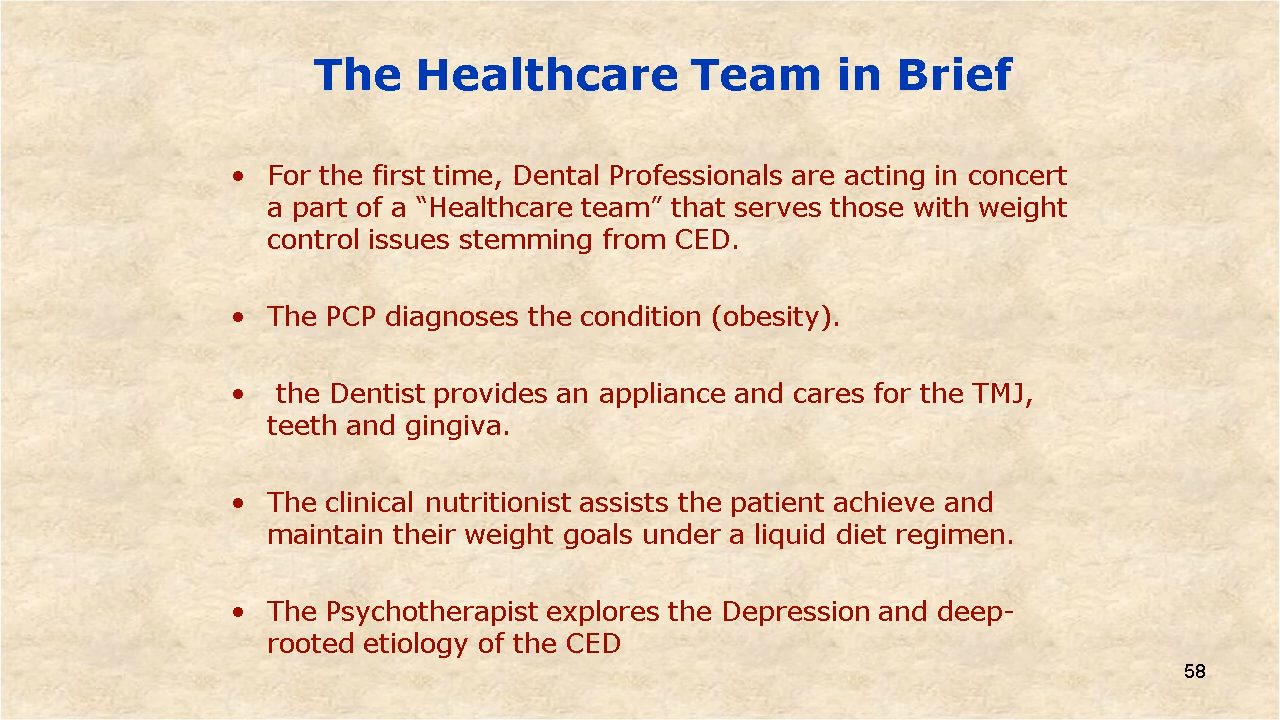 The Healthcare Team in Brief
• For the first time, Dental Professionals are acting in concert
a part of a “Healthcare team” that serves those with weight
control issues stemming from CED.
• The PCP diagnoses the condition (obesity).
• the Dentist provides an appliance and cares for the TMJ,
teeth and gingiva.
• The clinical nutritionist assists the patient achieve and
maintain their weight goals under a liquid diet regimen.
• The Psychotherapist explores the Depression and deep-
rooted etiology of the CED
58